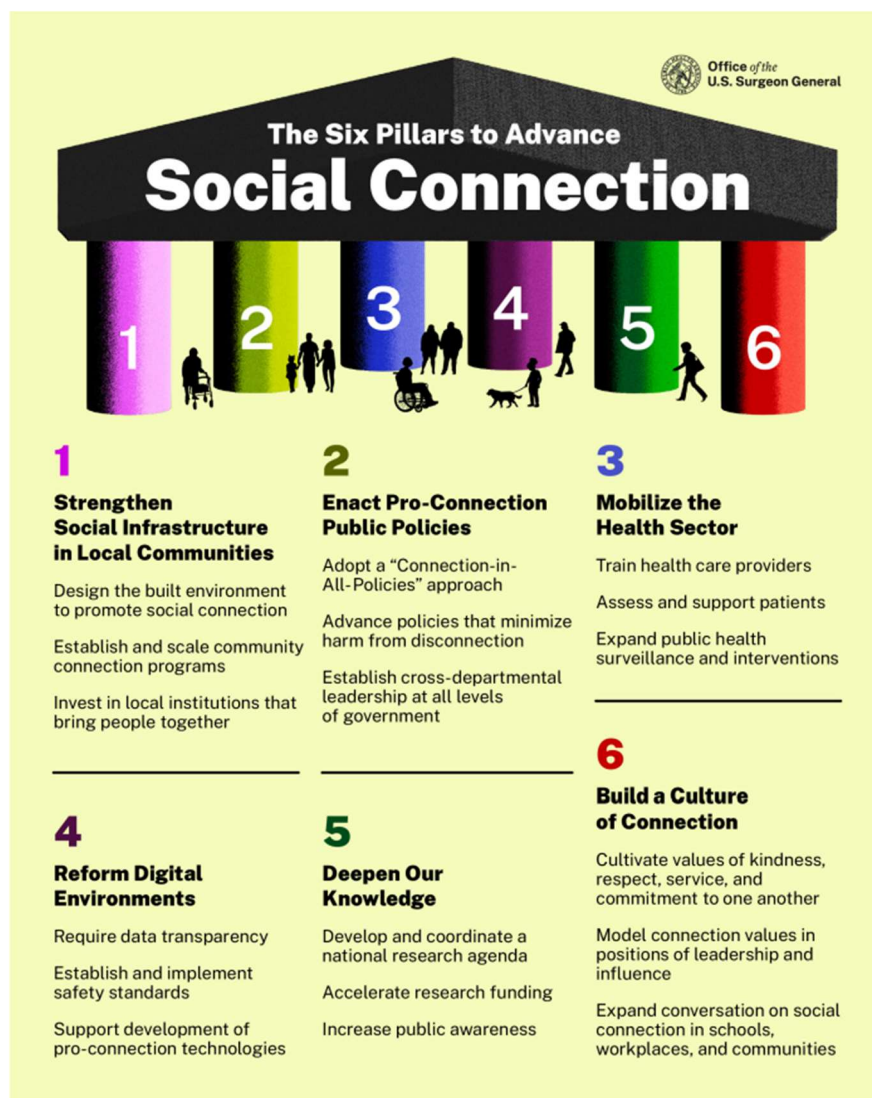 Office of the
U.S. Surgeon General
The Six Pillars to Advance
Social Connection
1
2
3
4
5
6
1
Strengthen
Social Infrastructure
in Local Communities
Design the built environment
to promote social connection
Establish and scale community
connection programs
Invest in local institutions that
bring people together
2
Enact Pro-Connection
Public Policies
Adopt a “Connection-in-
All-Policies” approach
Advance policies that minimize
harm from disconnection
Establish cross-departmental
leadership at all levels
of government
3
Mobilize the
Health Sector
Train health care providers
Assess and support patients
Expand public health
surveillance and interventions
4
Reform Digital
Environments
Require data transparency
Establish and implement
safety standards
Support development of
pro-connection technologies
5
Deepen Our
Knowledge
Develop and coordinate a
national research agenda
Accelerate research funding
Increase public awareness
6
Build a Culture
of Connection
Cultivate values of kindness,
respect, service, and
commitment to one another
Model connection values in
positions of leadership and
influence
Expand conversation on social
connection in schools,
workplaces, and communities